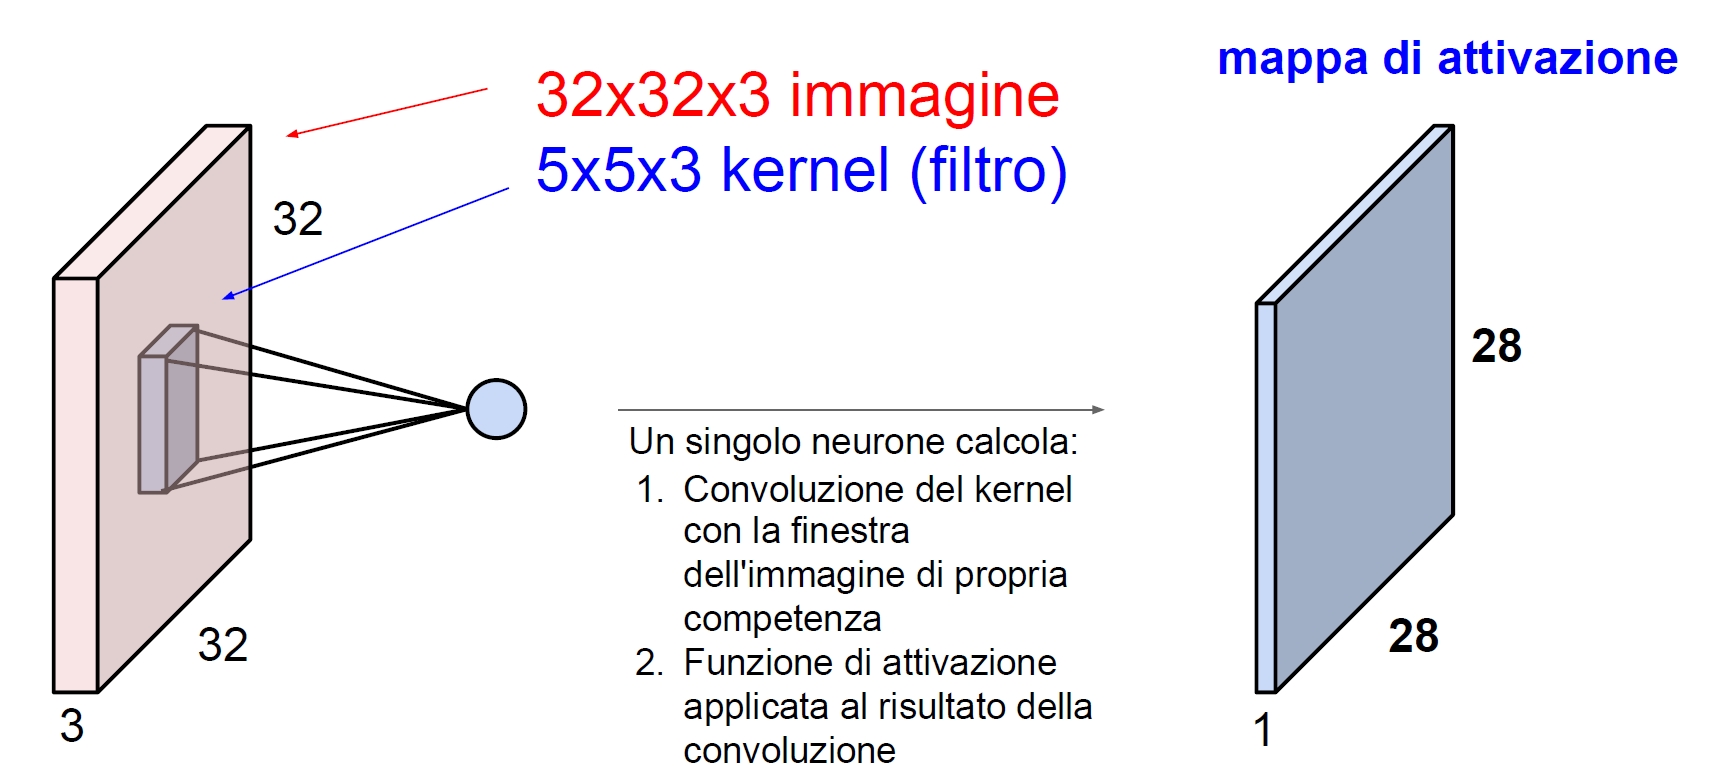 mappa di attivazione
32x32x3 immagine
5x5x3 kernel (filtro)
32
32
3
Un singolo neurone calcola:
1. Convoluzione del kernel
con la finestra
dell'immagine di propria
competenza
2. Funzione di attivazione
applicata al risultato della
convoluzione
28
28
1